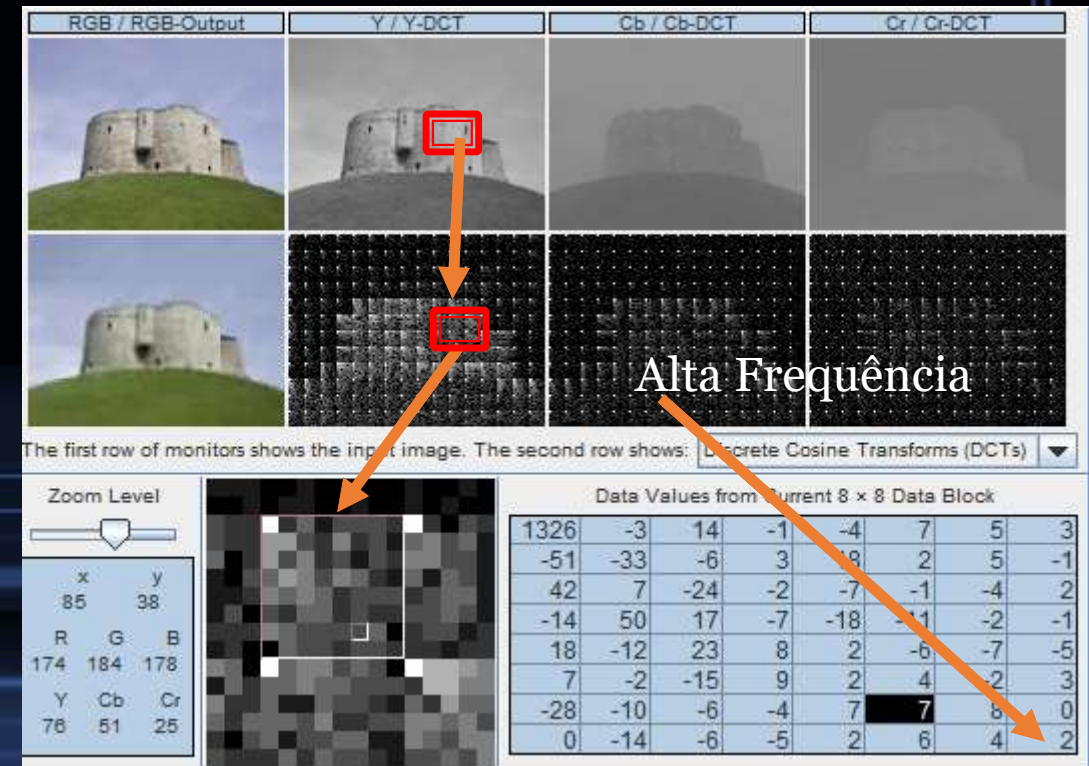 RGB / RGB-Output Y / Y-DCT Cb / Cb-DCT Cr / Cr-DCT
Alta Frequência
The first row of monitors shows the input image. The second row shows: Discrete Cosine Transforms (DCTs)
Zoom Level
x y
85 38
R G B
174 184 178
Y Cb Cr
76 51 25
Data Values from Current 8 × 8 Data Block
1326 -3 14 -1 -4 7 5 3
-51 -33 -6 3 2 5 -1
42 7 -24 -2 -7 -1 -4 2
-14 50 17 -7 -18 -11 -2 -1
18 -12 23 8 2 -6 -7 -5
7 -2 -15 9 2 4 -2 3
-28 -10 -6 -4 7 7 8 0
0 -14 -6 -5 2 6 4 2